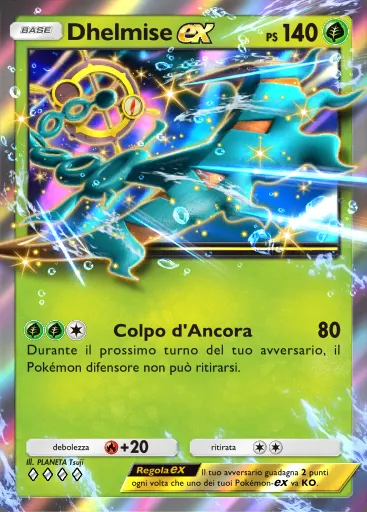 BASE Dhelmise ex PS 140
Colpo d'Ancora 80
Durante il prossimo turno del tuo avversario, il
Pokémon difensore non può ritirarsi.
debolezza +20 ritirata
Ill. PLANETA Tsuji
Regola ex Il tuo avversario guadagna 2 punti
ogni volta che uno dei tuoi Pokémon-ex va KO.